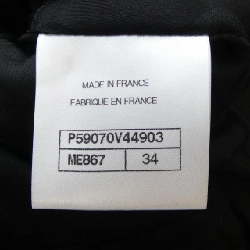 MADE IN FRANCE
FABRIQUE EN FRANCE
P59070V44903
ME867 34